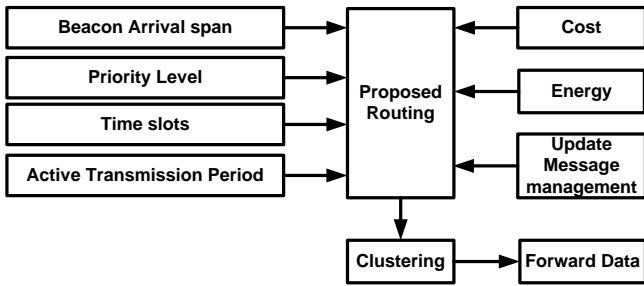 Beacon Arrival span
Priority Level
Time slots
Active Transmission Period
Proposed
Routing
Cost
Energy
Update
Message
management
Clustering
Forward Data